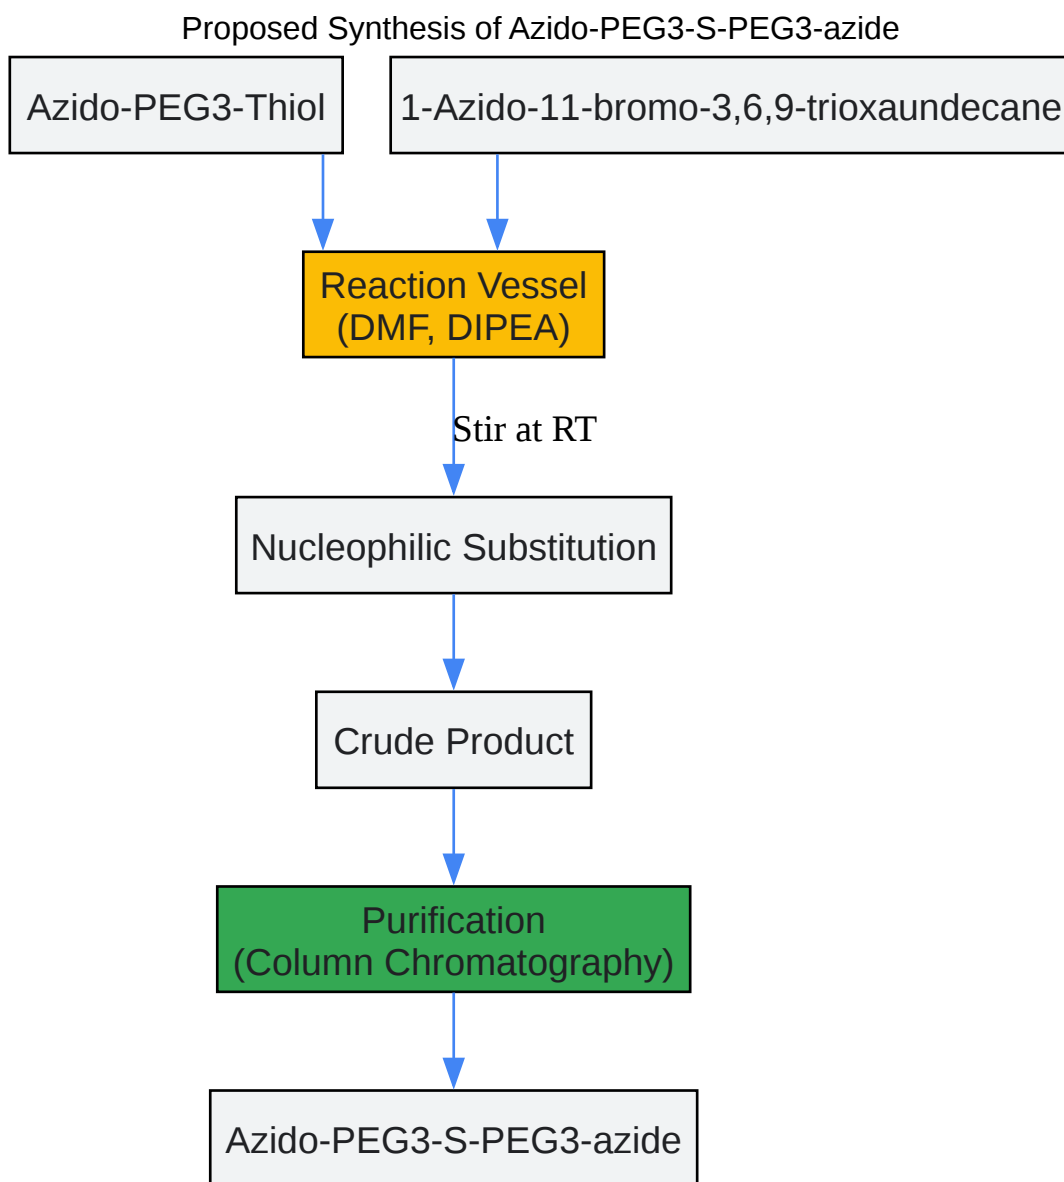 Proposed Synthesis of Azido-PEG3-S-PEG3-azide
Azido-PEG3-Thiol
1-Azido-11-bromo-3,6,9-trioxaundecane
Reaction Vessel
(DMF, DIPEA)
Stir at RT
Nucleophilic Substitution
Crude Product
Purification
(Column Chromatography)
Azido-PEG3-S-PEG3-azide